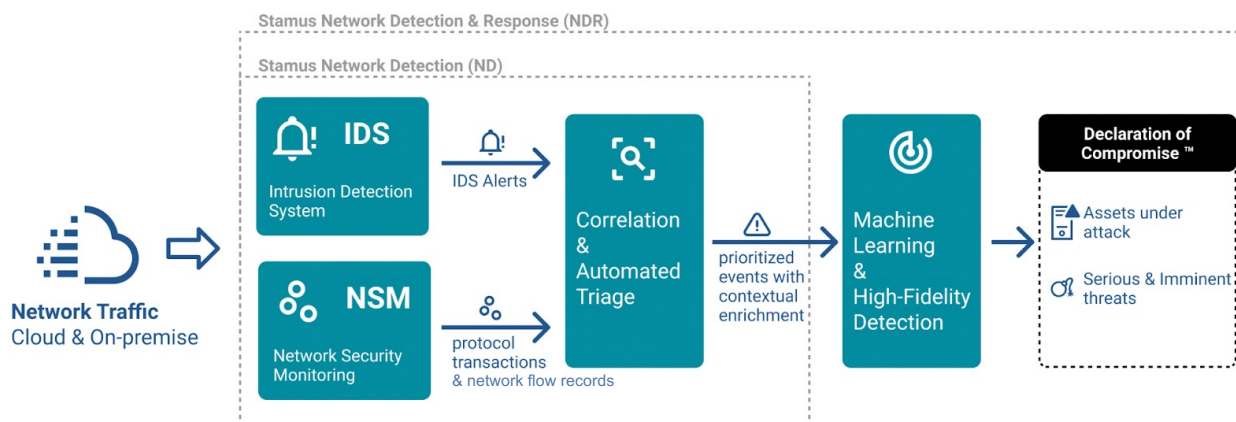 Stamus Network Detection & Response (NDR)
Stamus Network Detection (ND)
IDS
Intrusion Detection
System
IDS Alerts
NSM
Network Security
Monitoring
protocol
transactions
& network flow records
Network Traffic
Cloud & On-premise
Correlation
&
Automated
Triage
prioritized
events with
contextual
enrichment
Machine
Learning
&
High-Fidelity
Detection
Declaration of
Compromise ™
Assets under
attack
Serious & Imminent
threats